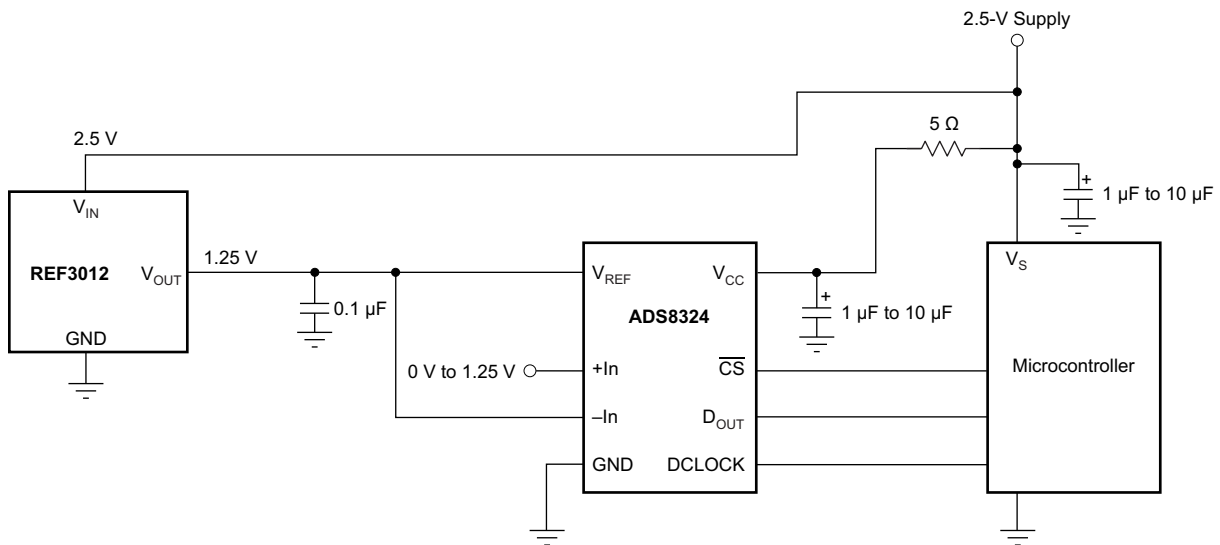 2.5-V Supply
5 Ω
2.5 V
1 µF to 10 µF
V_IN
V_S
1.25 V
REF3012
V_OUT
V_REF
V_CC
0.1 µF
ADS8324
1 µF to 10 µF
GND
0 V to 1.25 V
+In
CS
Microcontroller
–In
D_OUT
GND
DCLOCK